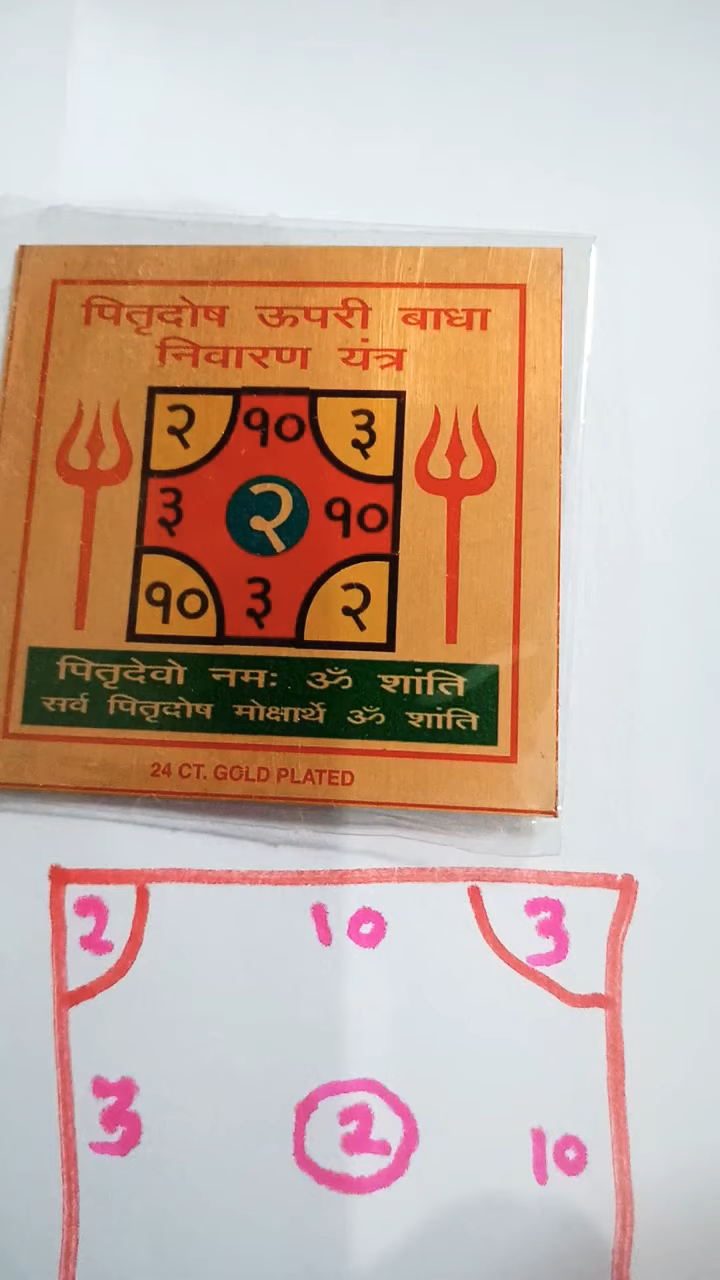 पितृदोष ऊपरी बाधा
निवारण यंत्र
२ १० ३
३ २ १०
१० ३ २
पितृदेवो नमः ॐ शांति
सर्व पितृदोष मोक्षार्थे ॐ शांति
24 CT. GOLD PLATED
2 10 3
3 2 10